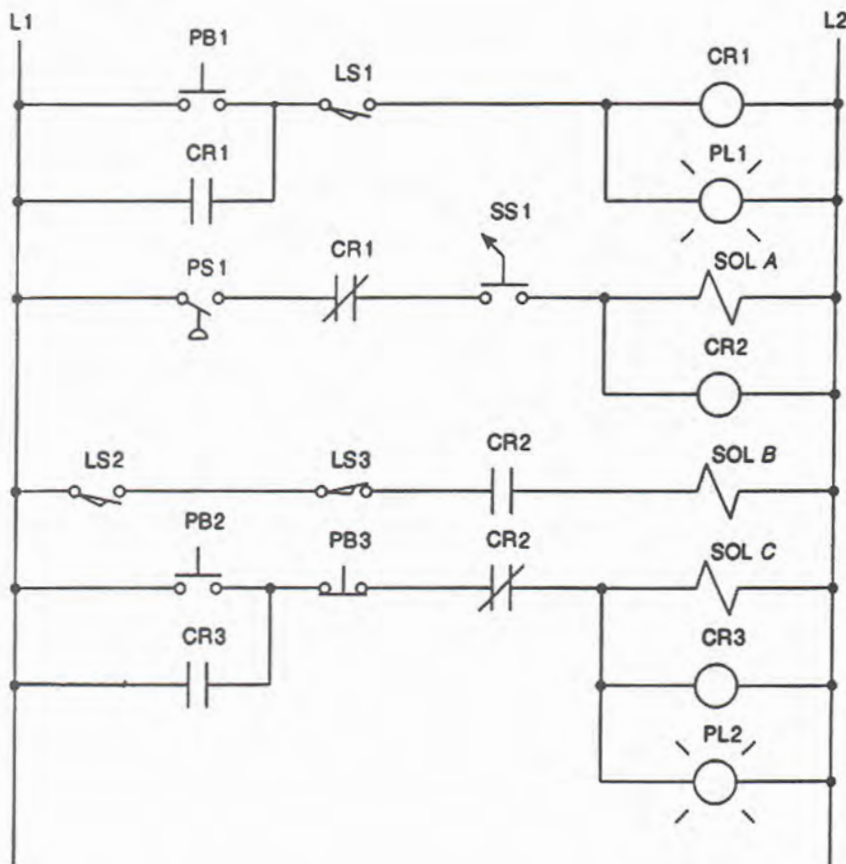 L1
L2
PB1
CR1
LS1
CR1
PL1
SS1
PS1
CR1
SOL A
CR2
LS2
LS3
CR2
SOL B
PB2
PB3
CR2
SOL C
CR3
CR3
PL2